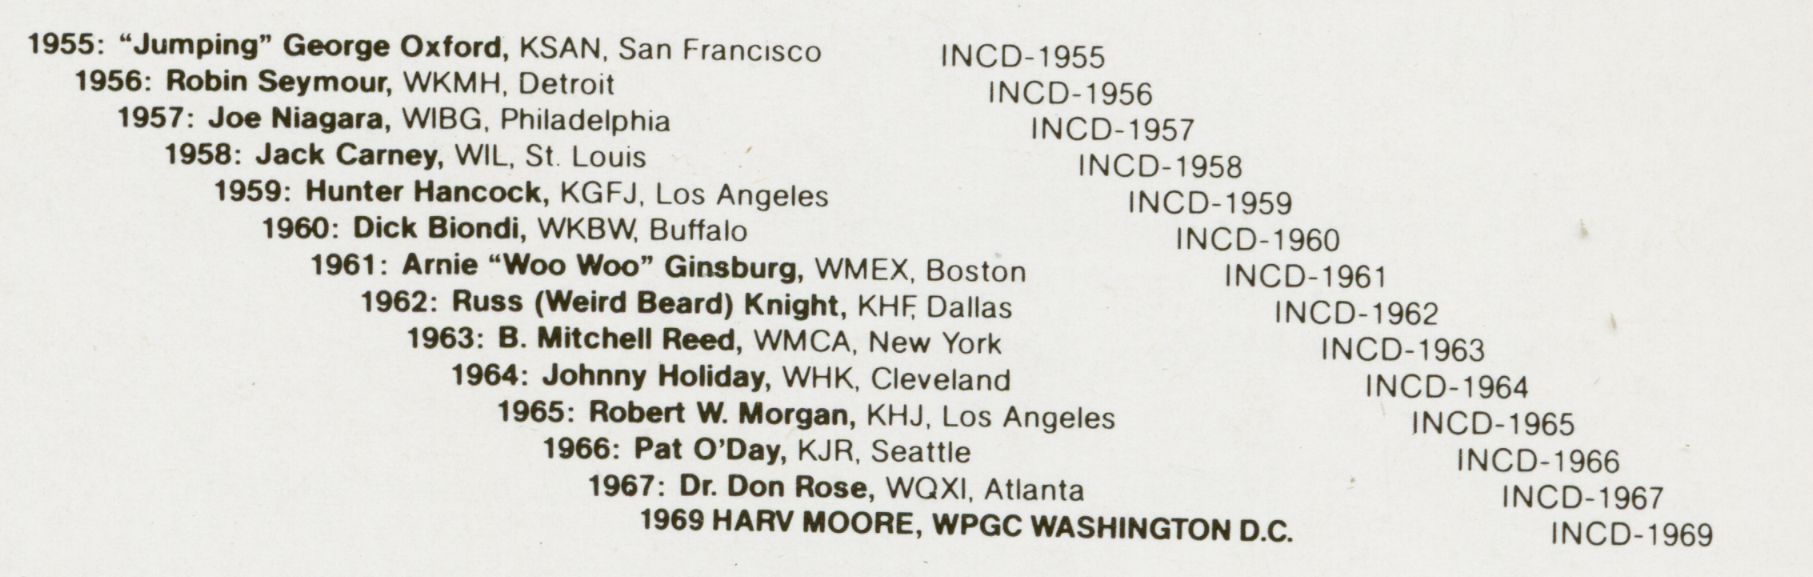 1955: “Jumping” George Oxford, KSAN, San Francisco INCD-1955
1956: Robin Seymour, WKMH, Detroit INCD-1956
1957: Joe Niagara, WIBG, Philadelphia INCD-1957
1958: Jack Carney, WIL, St. Louis INCD-1958
1959: Hunter Hancock, KGFJ, Los Angeles INCD-1959
1960: Dick Biondi, WKBW, Buffalo INCD-1960
1961: Arnie “Woo Woo” Ginsburg, WMEX, Boston INCD-1961
1962: Russ (Weird Beard) Knight, KHF, Dallas INCD-1962
1963: B. Mitchell Reed, WMCA, New York INCD-1963
1964: Johnny Holiday, WHK, Cleveland INCD-1964
1965: Robert W. Morgan, KHJ, Los Angeles INCD-1965
1966: Pat O’Day, KJR, Seattle INCD-1966
1967: Dr. Don Rose, WQXI, Atlanta INCD-1967
1969 HARV MOORE, WPGC WASHINGTON D.C. INCD-1969